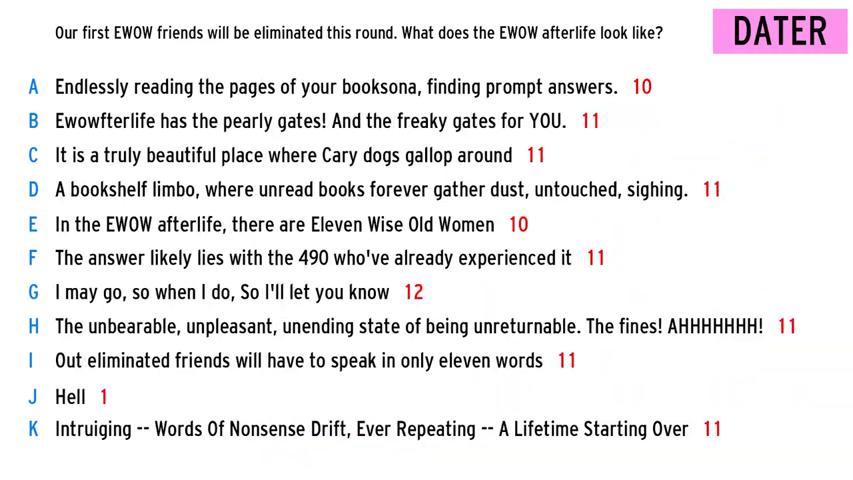 Our first EWOW friends will be eliminated this round. What does the EWOW afterlife look like?
DATER
A Endlessly reading the pages of your booksona, finding prompt answers. 10
B Ewowfterlife has the pearly gates! And the freaky gates for YOU. 11
C It is a truly beautiful place where Cary dogs gallop around 11
D A bookshelf limbo, where unread books forever gather dust, untouched, sighing. 11
E In the EWOW afterlife, there are Eleven Wise Old Women 10
F The answer likely lies with the 490 who've already experienced it 11
G I may go, so when I do, So I'll let you know 12
H The unbearable, unpleasant, unending state of being unreturnable. The fines! AHHHHHHH! 11
I Out eliminated friends will have to speak in only eleven words 11
J Hell 1
K Intruiging -- Words Of Nonsense Drift, Ever Repeating -- A Lifetime Starting Over 11